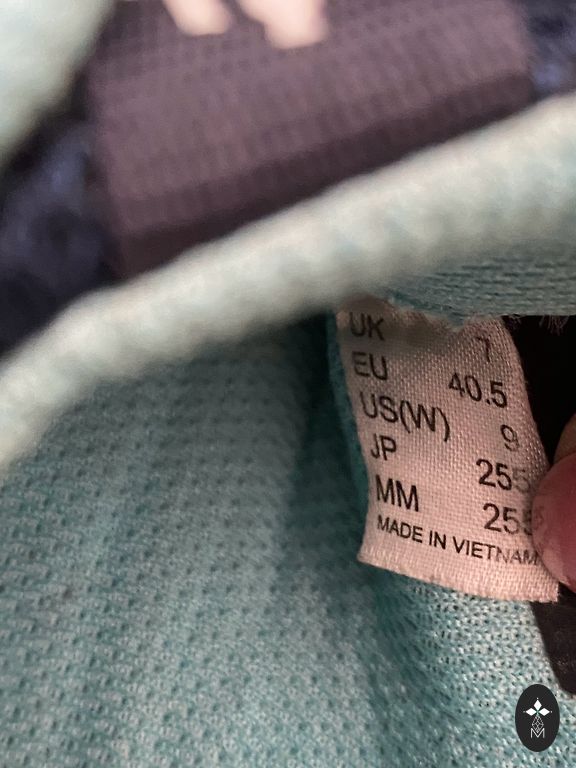 UK 7
EU 40.5
US(W) 9
JP 255
MM 255
MADE IN VIETNAM